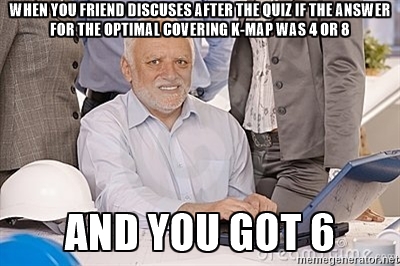 WHEN YOU FRIEND DISCUSES AFTER THE QUIZ IF THE ANSWER
FOR THE OPTIMAL COVERING K-MAP WAS 4 OR 8
AND YOU GOT 6
memegenerator.net